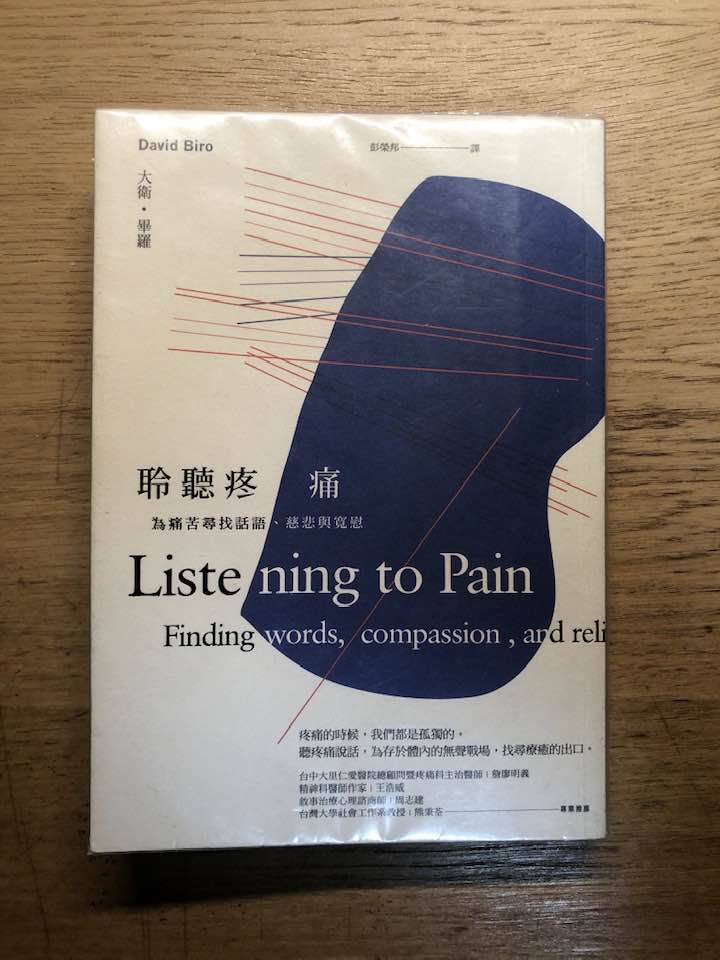 David Biro
彭榮邦 譯
大衛・畢羅
聆聽疼 痛
為痛苦尋找話語、慈悲與寬慰
Listening to Pain
Finding words, compassion, and reli
疼痛的時候，我們都是孤獨的。
聽疼痛說話，為存於體內的無聲戰場，找尋療癒的出口。
台中大里仁愛醫院總顧問暨疼痛科主治醫師｜詹廖明義
精神科醫師作家｜王浩威
敘事治療心理諮商師｜周志建
台灣大學社會工作系教授｜熊秉荃
專業推薦